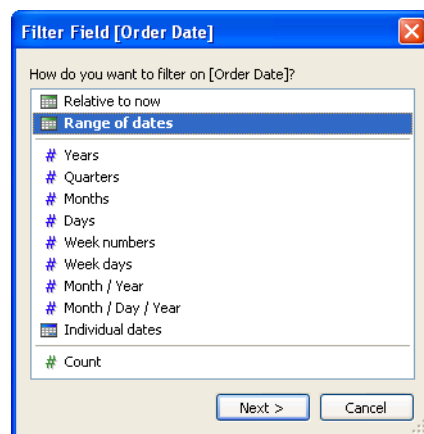 Filter Field [Order Date]
How do you want to filter on [Order Date]?
Relative to now
Range of dates
# Years
# Quarters
# Months
# Days
# Week numbers
# Week days
# Month / Year
# Month / Day / Year
Individual dates
# Count
Next >
Cancel